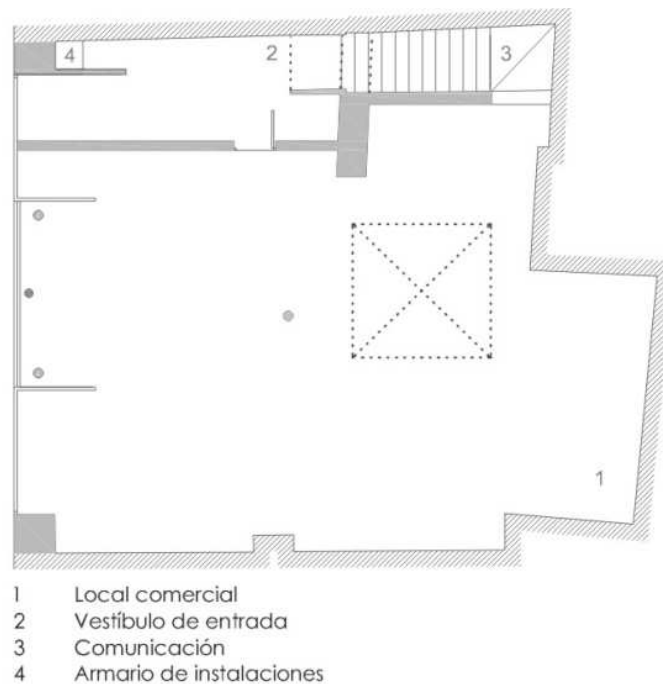 4
2
3
1
1 Local comercial
2 Vestíbulo de entrada
3 Comunicación
4 Armario de instalaciones